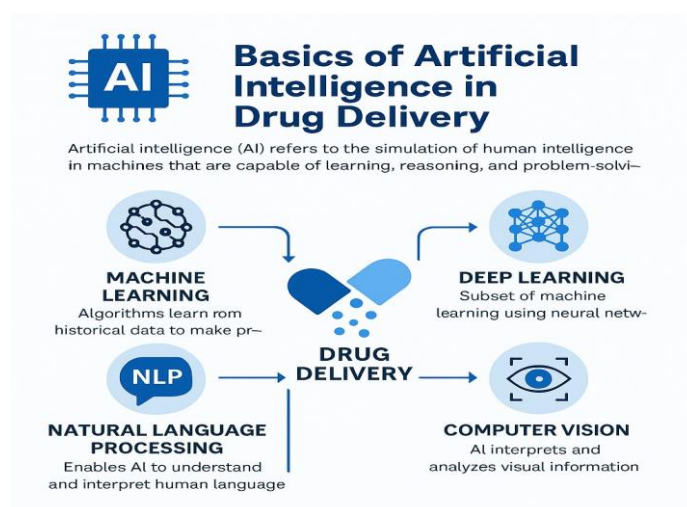 AI
Basics of Artificial
Intelligence in
Drug Delivery
Artificial intelligence (AI) refers to the simulation of human intelligence
in machines that are capable of learning, reasoning, and problem-solvi–
MACHINE
LEARNING
Algorithms learn rom
historical data to make pr–
DEEP LEARNING
Subset of machine
learning using neural netw-
DRUG
DELIVERY
NLP
NATURAL LANGUAGE
PROCESSING
Enables AI to understand
and interpret human language
COMPUTER VISION
AI interprets and
analyzes visual information